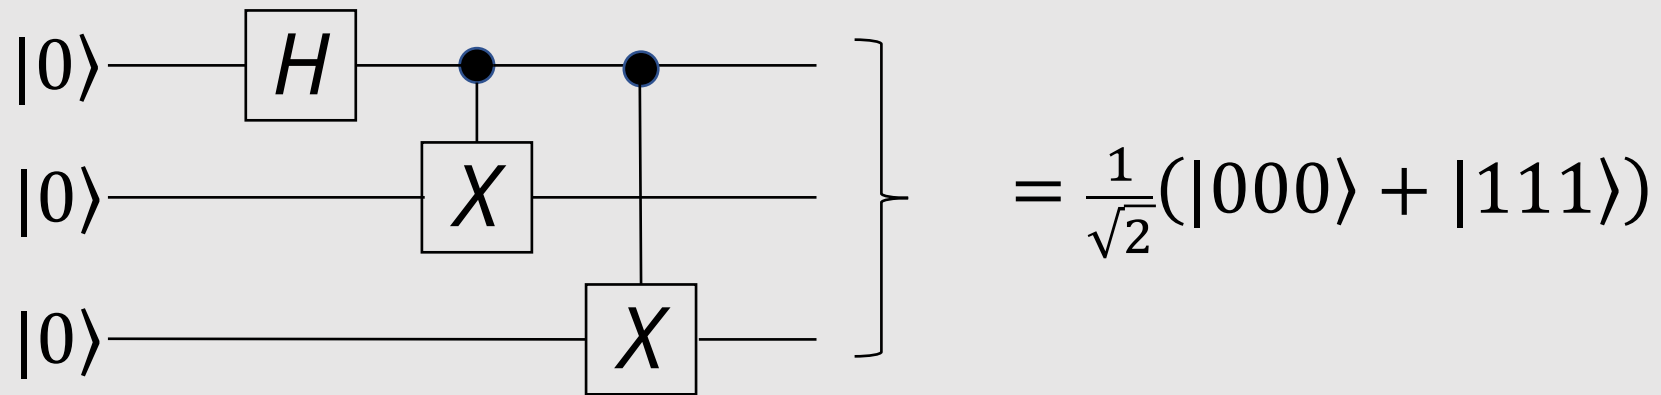 |0⟩ H
|0⟩ X = 1/√2 (|000⟩ + |111⟩)
|0⟩ X